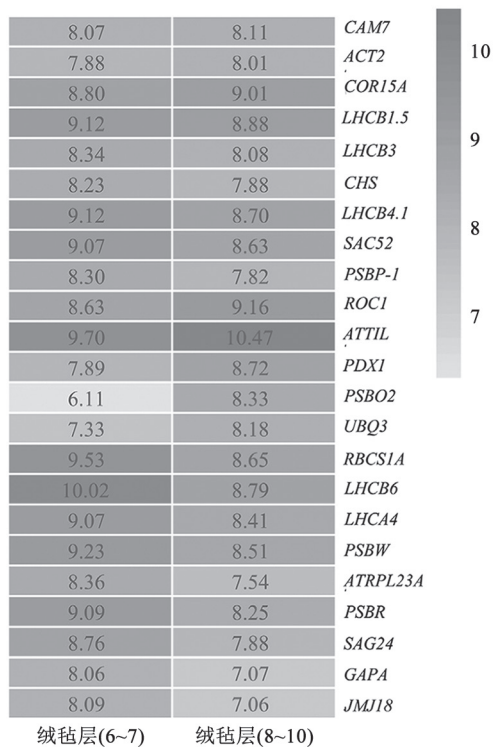 8.07 8.11 CAM7
7.88 8.01 ACT2
8.80 9.01 COR15A
9.12 8.88 LHCB1.5
8.34 8.08 LHCB3
8.23 7.88 CHS
9.12 8.70 LHCB4.1
9.07 8.63 SAC52
8.30 7.82 PSBP-1
8.63 9.16 ROC1
9.70 10.47 ATTIL
7.89 8.72 PDX1
6.11 8.33 PSBO2
7.33 8.18 UBQ3
9.53 8.65 RBCS1A
10.02 8.79 LHCB6
9.07 8.41 LHCA4
9.23 8.51 PSBW
8.36 7.54 ATRPL23A
9.09 8.25 PSBR
8.76 7.88 SAG24
8.06 7.07 GAPA
8.09 7.06 JMJ18
绒毡层(6~7) 绒毡层(8~10)
10
9
8
7